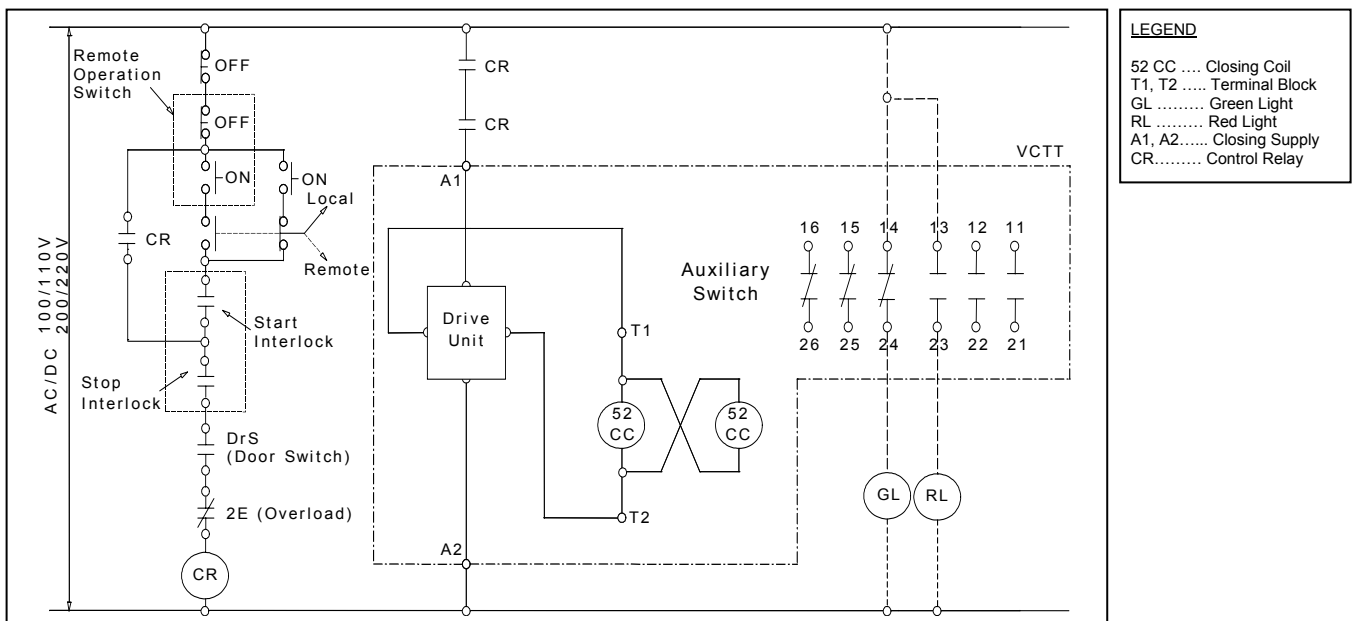 Remote
Operation
Switch
OFF
OFF
ON
ON
Local
CR
Remote
Start
Interlock
Stop
Interlock
DrS
(Door Switch)
2E (Overload)
CR
AC/DC 100/110V
200/220V
CR
CR
VCTT
A1
Drive
Unit
T1
52
CC
52
CC
T2
A2
Auxiliary
Switch
16 15 14 13 12 11
26 25 24 23 22 21
GL RL
LEGEND
52 CC .... Closing Coil
T1, T2 ..... Terminal Block
GL ......... Green Light
RL ......... Red Light
A1, A2...... Closing Supply
CR......... Control Relay